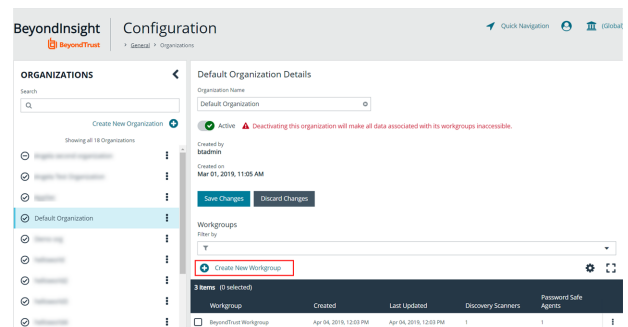 BeyondInsight
BeyondTrust
Configuration
General > Organizations
Quick Navigation
(Global)
ORGANIZATIONS
Search
Create New Organization
Showing all 18 Organizations
Default Organization
Default Organization Details
Organization Name
Default Organization
Active
Deactivating this organization will make all data associated with its workgroups inaccessible.
Created by
btadmin
Created on
Mar 01, 2019, 11:05 AM
Save Changes
Discard Changes
Workgroups
Filter by
Create New Workgroup
3 items (0 selected)
Workgroup Created Last Updated Discovery Scanners Password Safe Agents
BeyondTrust Workgroup Apr 04, 2019, 12:03 PM Apr 04, 2019, 12:03 PM 1 1